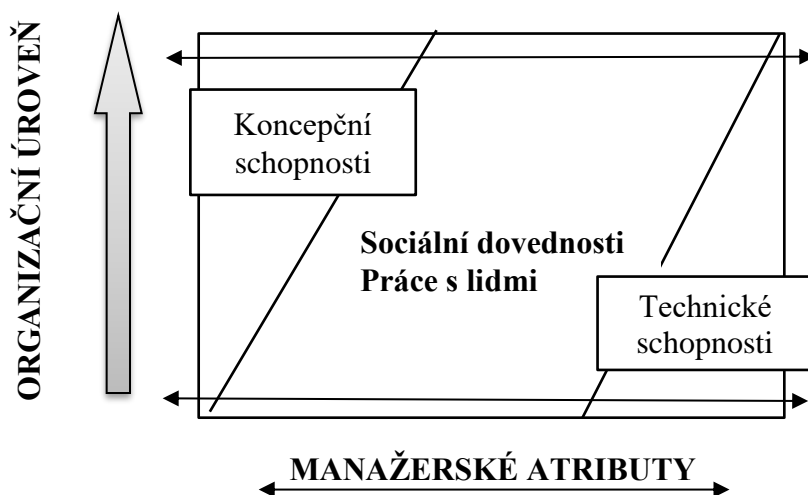 ORGANIZAČNÍ ÚROVEŇ
Koncepční
schopnosti
Sociální dovednosti
Práce s lidmi
Technické
schopnosti
MANAŽERSKÉ ATRIBUTY